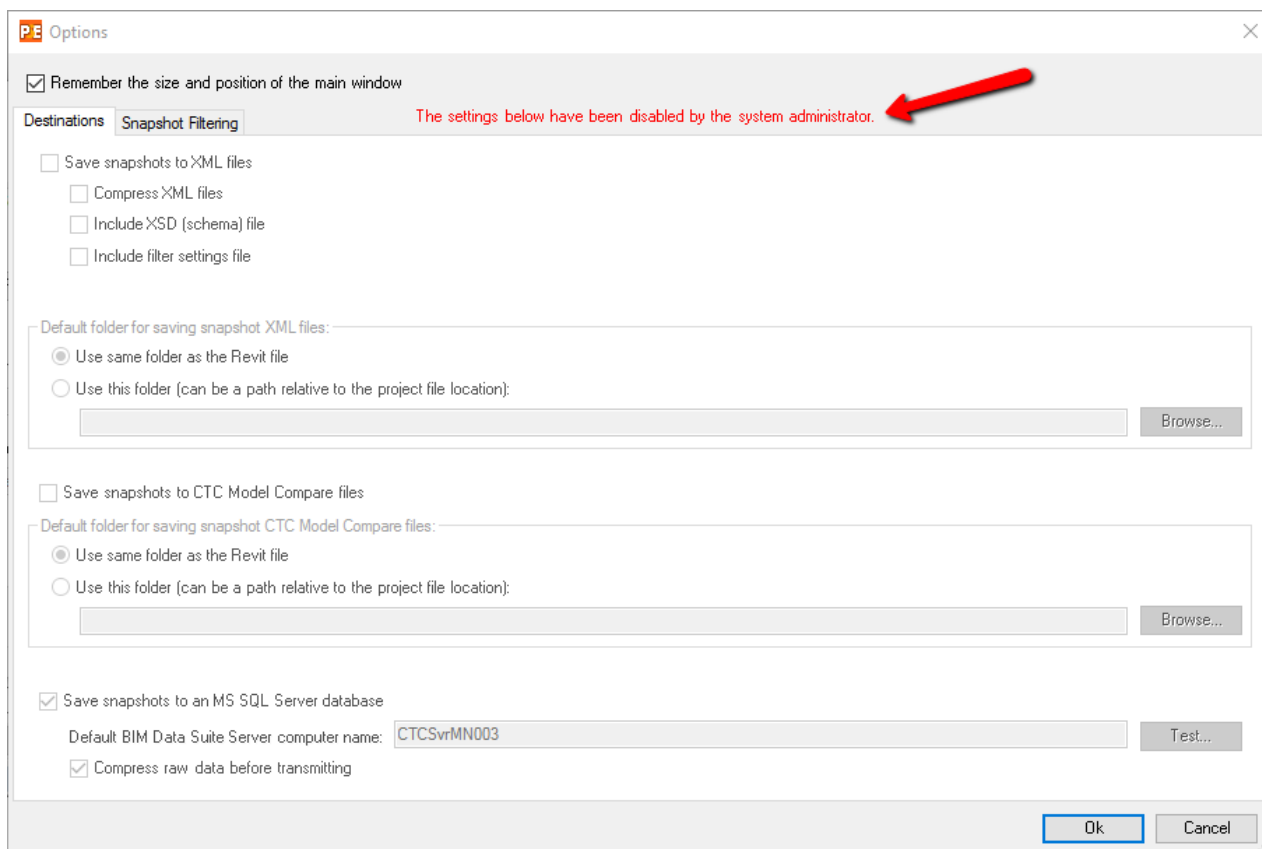 PE Options
Remember the size and position of the main window
Destinations Snapshot Filtering The settings below have been disabled by the system administrator.
Save snapshots to XML files
Compress XML files
Include XSD (schema) file
Include filter settings file
Default folder for saving snapshot XML files:
Use same folder as the Revit file
Use this folder (can be a path relative to the project file location):
Browse...
Save snapshots to CTC Model Compare files
Default folder for saving snapshot CTC Model Compare files:
Use same folder as the Revit file
Use this folder (can be a path relative to the project file location):
Browse...
Save snapshots to an MS SQL Server database
Default BIM Data Suite Server computer name: CTCSvrMN003 Test...
Compress raw data before transmitting
Ok Cancel